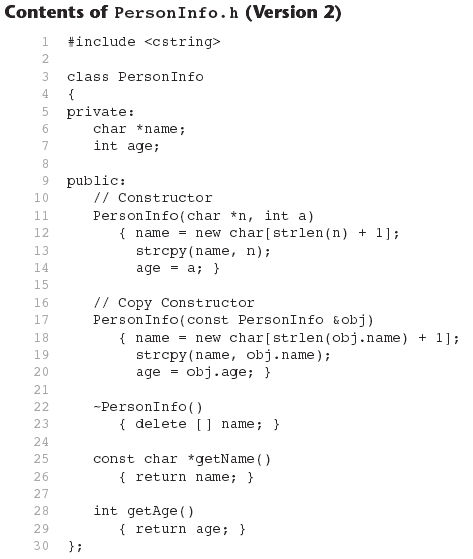 Contents of PersonInfo.h (Version 2)
1 #include <cstring>
2
3 class PersonInfo
4 {
5 private:
6    char *name;
7    int age;
8
9 public:
10    // Constructor
11    PersonInfo(char *n, int a)
12       { name = new char[strlen(n) + 1];
13         strcpy(name, n);
14         age = a; }
15
16    // Copy Constructor
17    PersonInfo(const PersonInfo &obj)
18       { name = new char[strlen(obj.name) + 1];
19         strcpy(name, obj.name);
20         age = obj.age; }
21
22    ~PersonInfo()
23       { delete [] name; }
24
25    const char *getName()
26       { return name; }
27
28    int getAge()
29       { return age; }
30 };